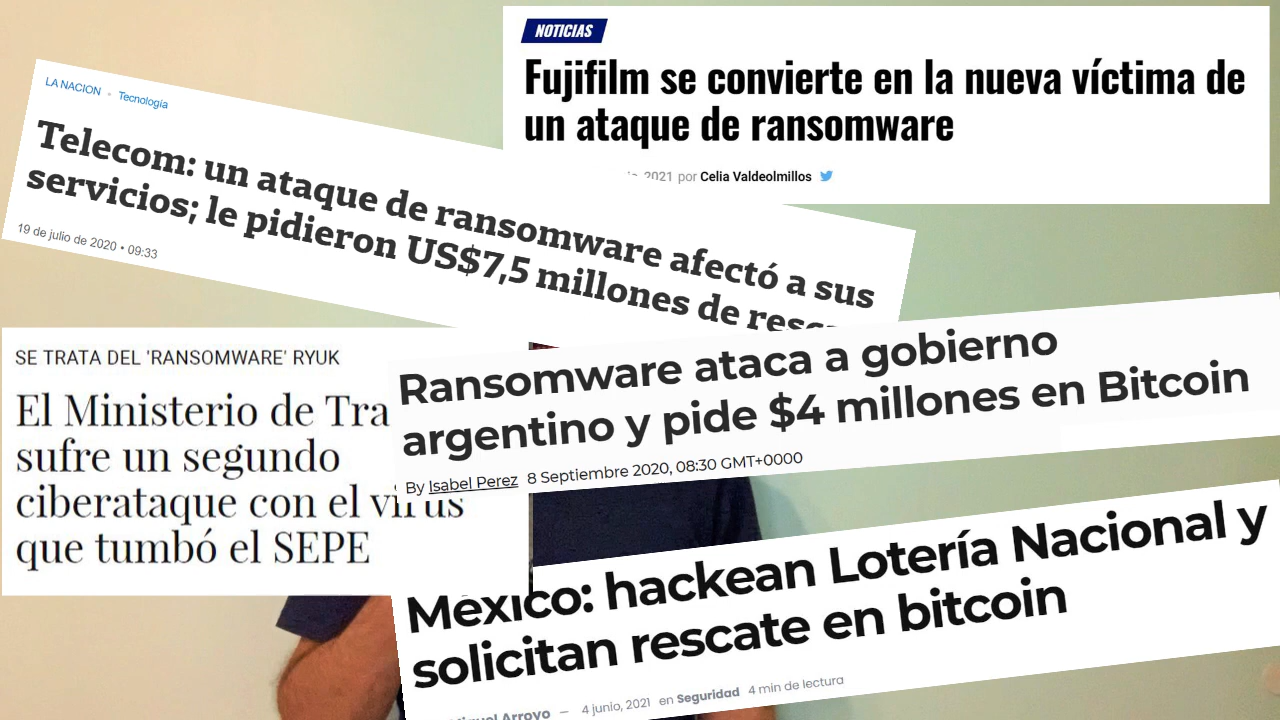 NOTICIAS
Fujifilm se convierte en la nueva víctima de
un ataque de ransomware
2021 por Celia Valdeolmillos
LA NACION • Tecnología
Telecom: un ataque de ransomware afectó a sus
servicios; le pidieron US$7,5 millones de
19 de julio de 2020 • 09:33
SE TRATA DEL 'RANSOMWARE' RYUK
El Ministerio de Tra
sufre un segundo
ciberataque con el virus
que tumbó el SEPE
Ransomware ataca a gobierno
argentino y pide $4 millones en Bitcoin
By Isabel Perez 8 Septiembre 2020, 08:30 GMT+0000
México: hackean Lotería Nacional y
solicitan rescate en bitcoin
Arroyo — 4 junio, 2021 en Seguridad 4 min de lectura